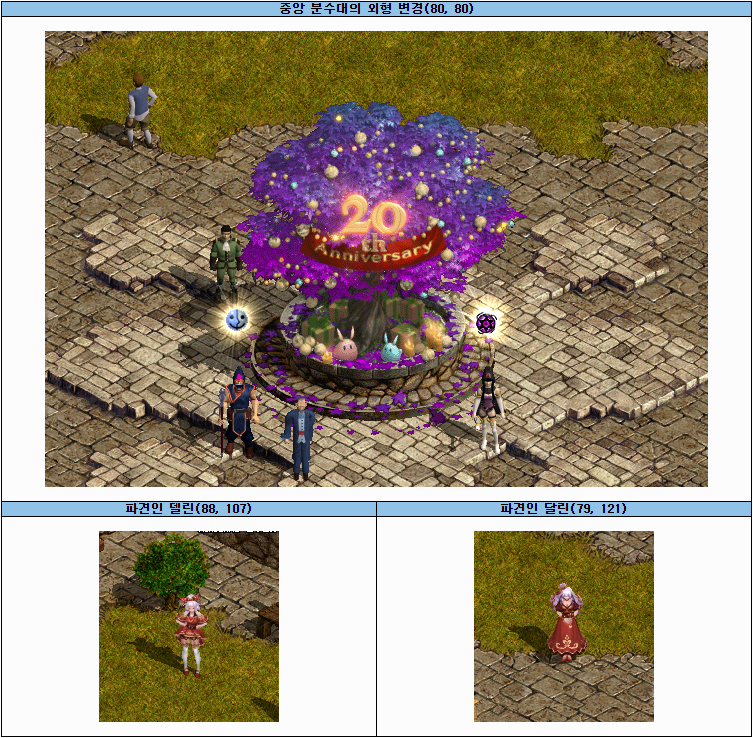 중앙 분수대의 외형 변경(80, 80)
20
th
Anniversary
파견인 델린(88, 107)
파견인 달린(79, 121)